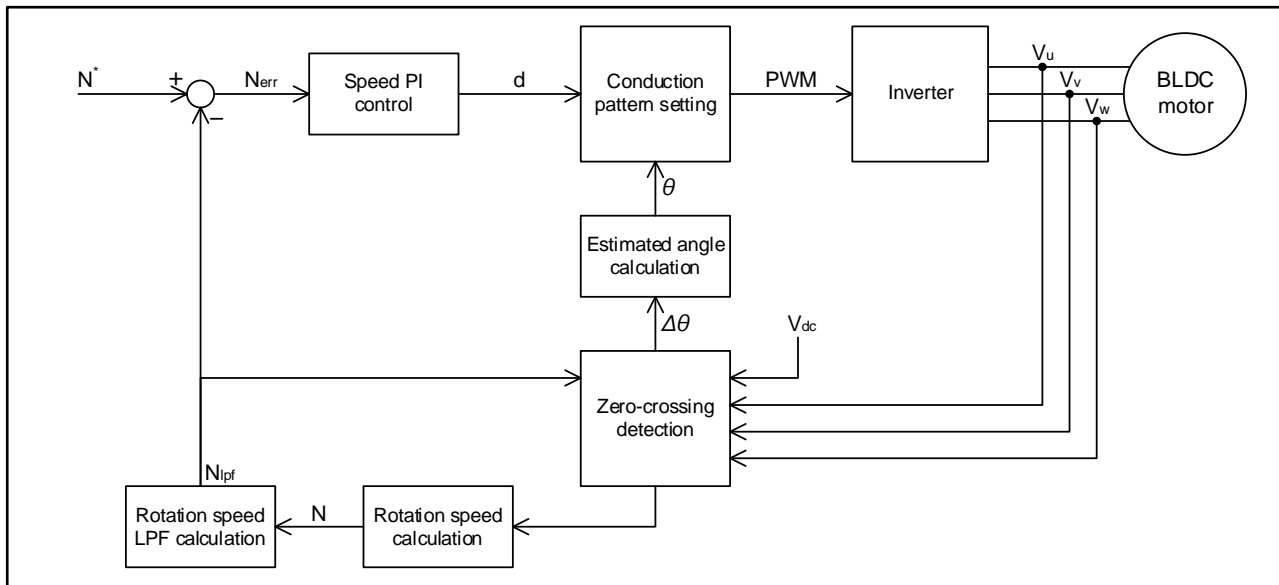 N*
+
−
Nerr
Speed PI
control
d
Conduction
pattern setting
PWM
Inverter
Vu
Vv
Vw
BLDC
motor
θ
Estimated angle
calculation
Δθ
Vdc
Zero-crossing
detection
Nlpf
Rotation speed
LPF calculation
N
Rotation speed
calculation